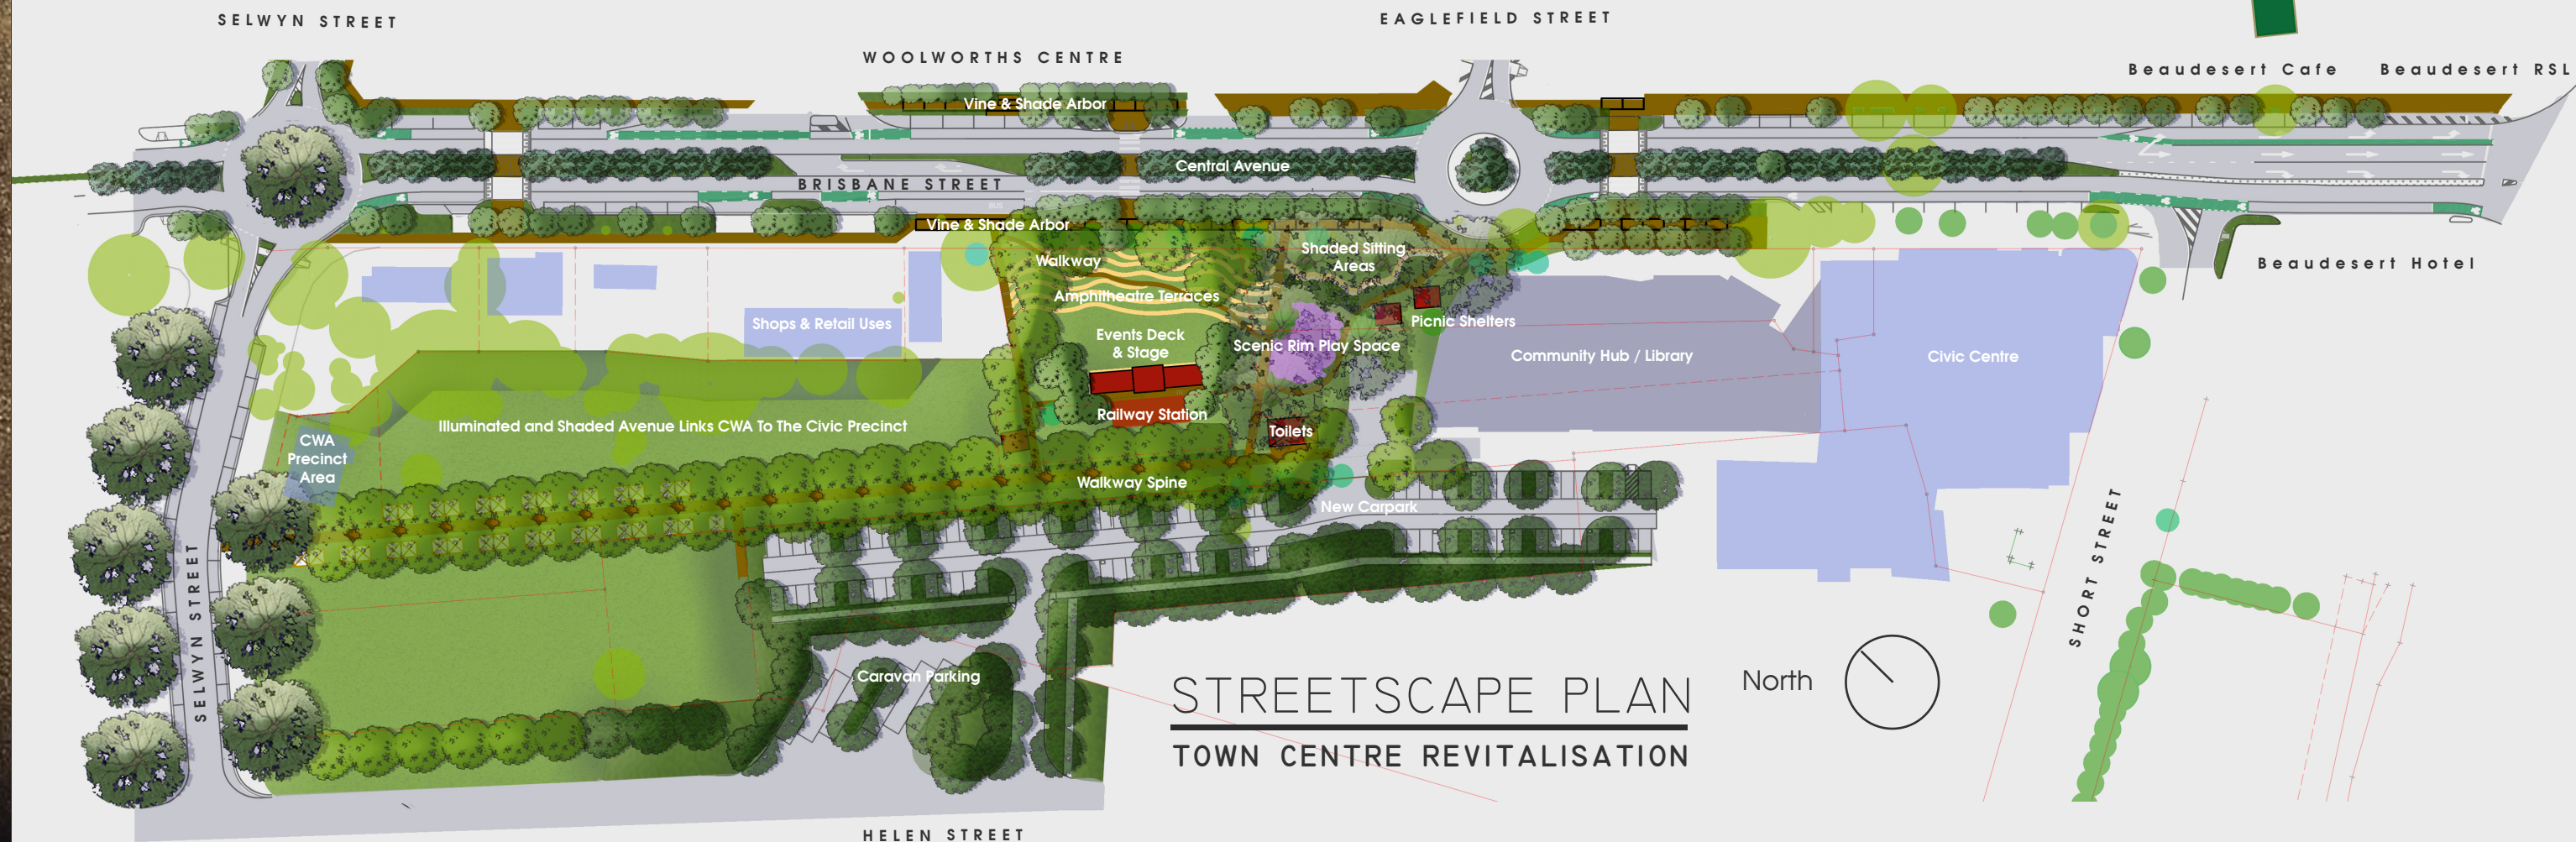 SELWYN STREET
EAGLEFIELD STREET
WOOLWORTHS CENTRE
Beaudesert Cafe
Beaudesert RSL
Vine & Shade Arbor
Central Avenue
BRISBANE STREET
BUS
Vine & Shade Arbor
Walkway
Shaded Sitting
Areas
Beaudesert Hotel
Amphitheatre Terraces
Shops & Retail Uses
Picnic Shelters
Events Deck
& Stage
Scenic Rim Play Space
Community Hub / Library
Civic Centre
Railway Station
Illuminated and Shaded Avenue Links CWA To The Civic Precinct
Toilets
CWA
Precinct
Area
Walkway Spine
New Carpark
SELWYN STREET
SHORT STREET
Caravan Parking
North
STREETSCAPE PLAN
TOWN CENTRE REVITALISATION
HELEN STREET